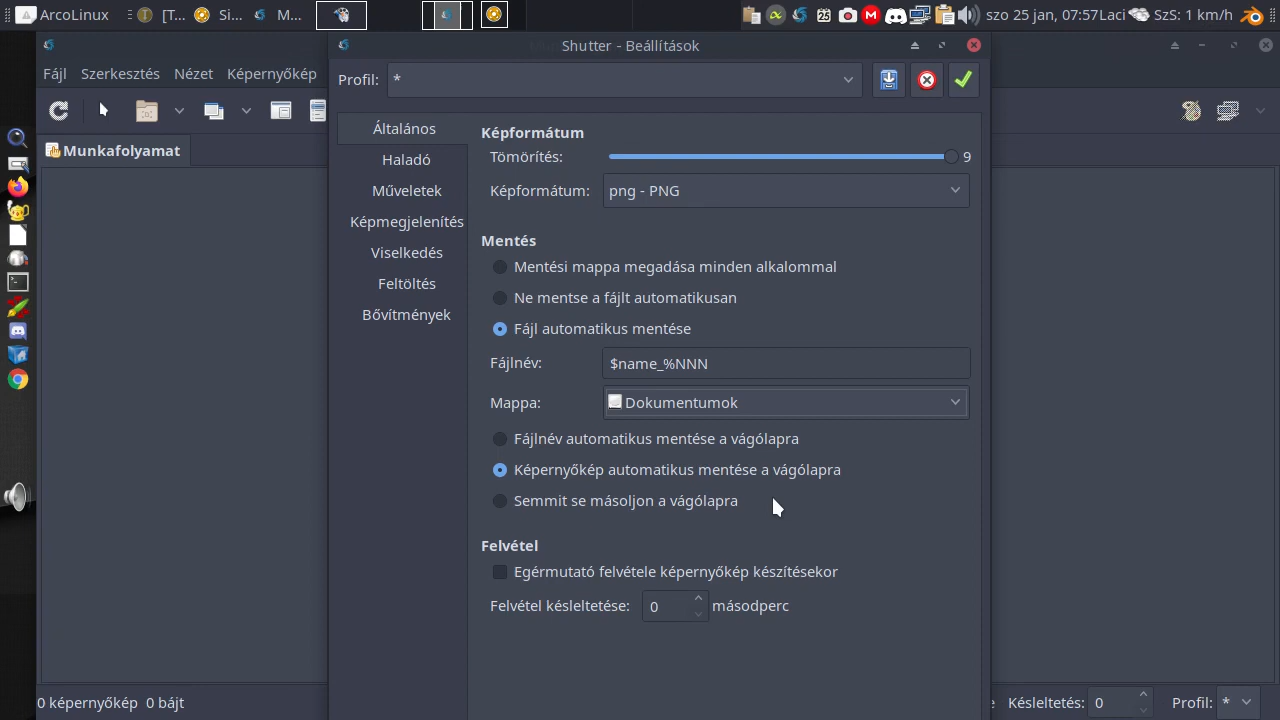 ArcoLinux
[T...
Si...
M...
szo 25 jan, 07:57Laci
SzS: 1 km/h
Shutter - Beállítások
Fájl
Szerkesztés
Nézet
Képernyőkép
Profil:
*
Munkafolyamat
Általános
Haladó
Műveletek
Képmegjelenítés
Viselkedés
Feltöltés
Bővítmények
Képformátum
Tömörítés:
9
Képformátum:
png - PNG
Mentés
Mentési mappa megadása minden alkalommal
Ne mentse a fájlt automatikusan
Fájl automatikus mentése
Fájlnév:
$name_%NNN
Mappa:
Dokumentumok
Fájlnév automatikus mentése a vágólapra
Képernyőkép automatikus mentése a vágólapra
Semmit se másoljon a vágólapra
Felvétel
Egérmutató felvétele képernyőkép készítésekor
Felvétel késleltetése:
0
másodperc
0 képernyőkép 0 bájt
Késleltetés:
0
Profil:
*